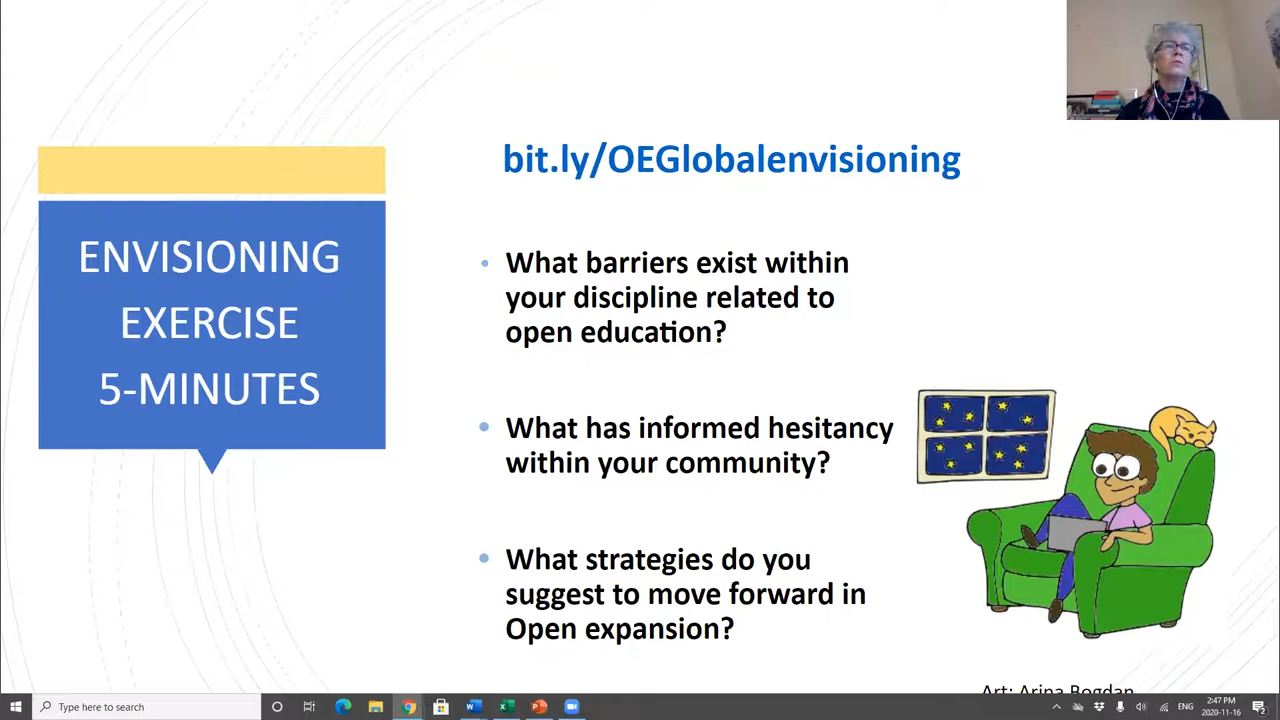 bit.ly/OEGlobalenvisioning
ENVISIONING
EXERCISE
5-MINUTES
• What barriers exist within
your discipline related to
open education?
• What has informed hesitancy
within your community?
• What strategies do you
suggest to move forward in
Open expansion?
Art: Arina Bogdan
Type here to search
ENG
2:47 PM
2020-11-16
2